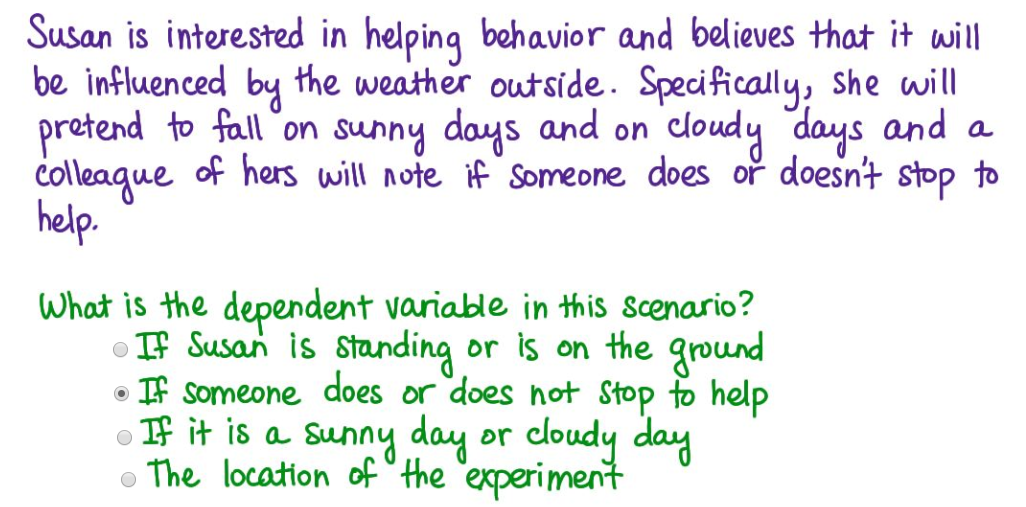 Susan is interested in helping behavior and believes that it will
be influenced by the weather outside. Specifically, she will
pretend to fall on sunny days and on cloudy days and a
colleague of hers will note if someone does or doesn't stop to
help.
What is the dependent variable in this scenario?
If Susan is standing or is on the ground
If someone does or does not stop to help
If it is a sunny day or cloudy day
The location of the experiment